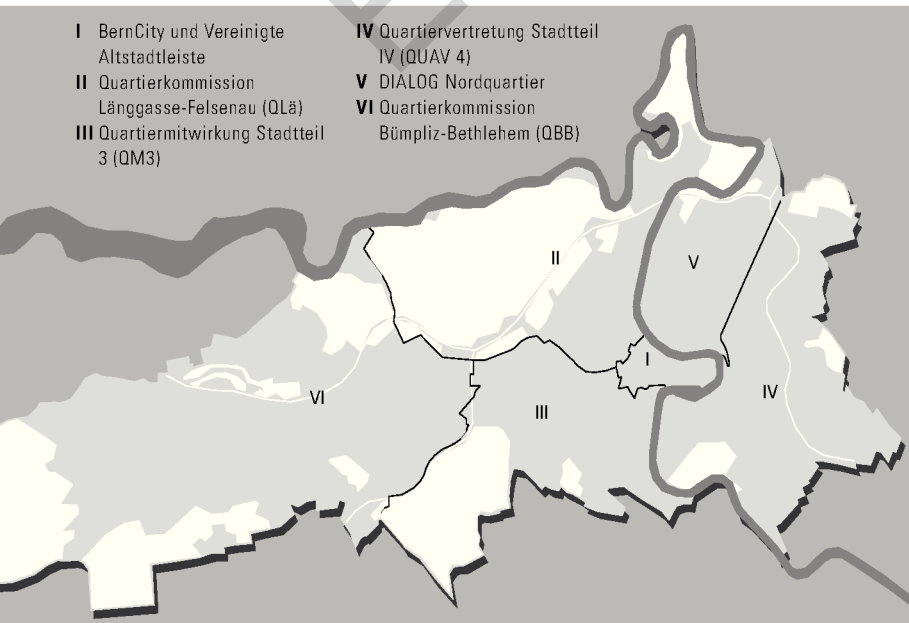 I BernCity und Vereinigte
Altstadtleiste
II Quartierkommission
Länggasse-Felsenau (QLä)
III Quartiermitwirkung Stadtteil
3 (QM3)
IV Quartiervertretung Stadtteil
IV (QUAV 4)
V DIALOG Nordquartier
VI Quartierkommission
Bümpliz-Bethlehem (QBB)
II
V
I
VI
III
IV